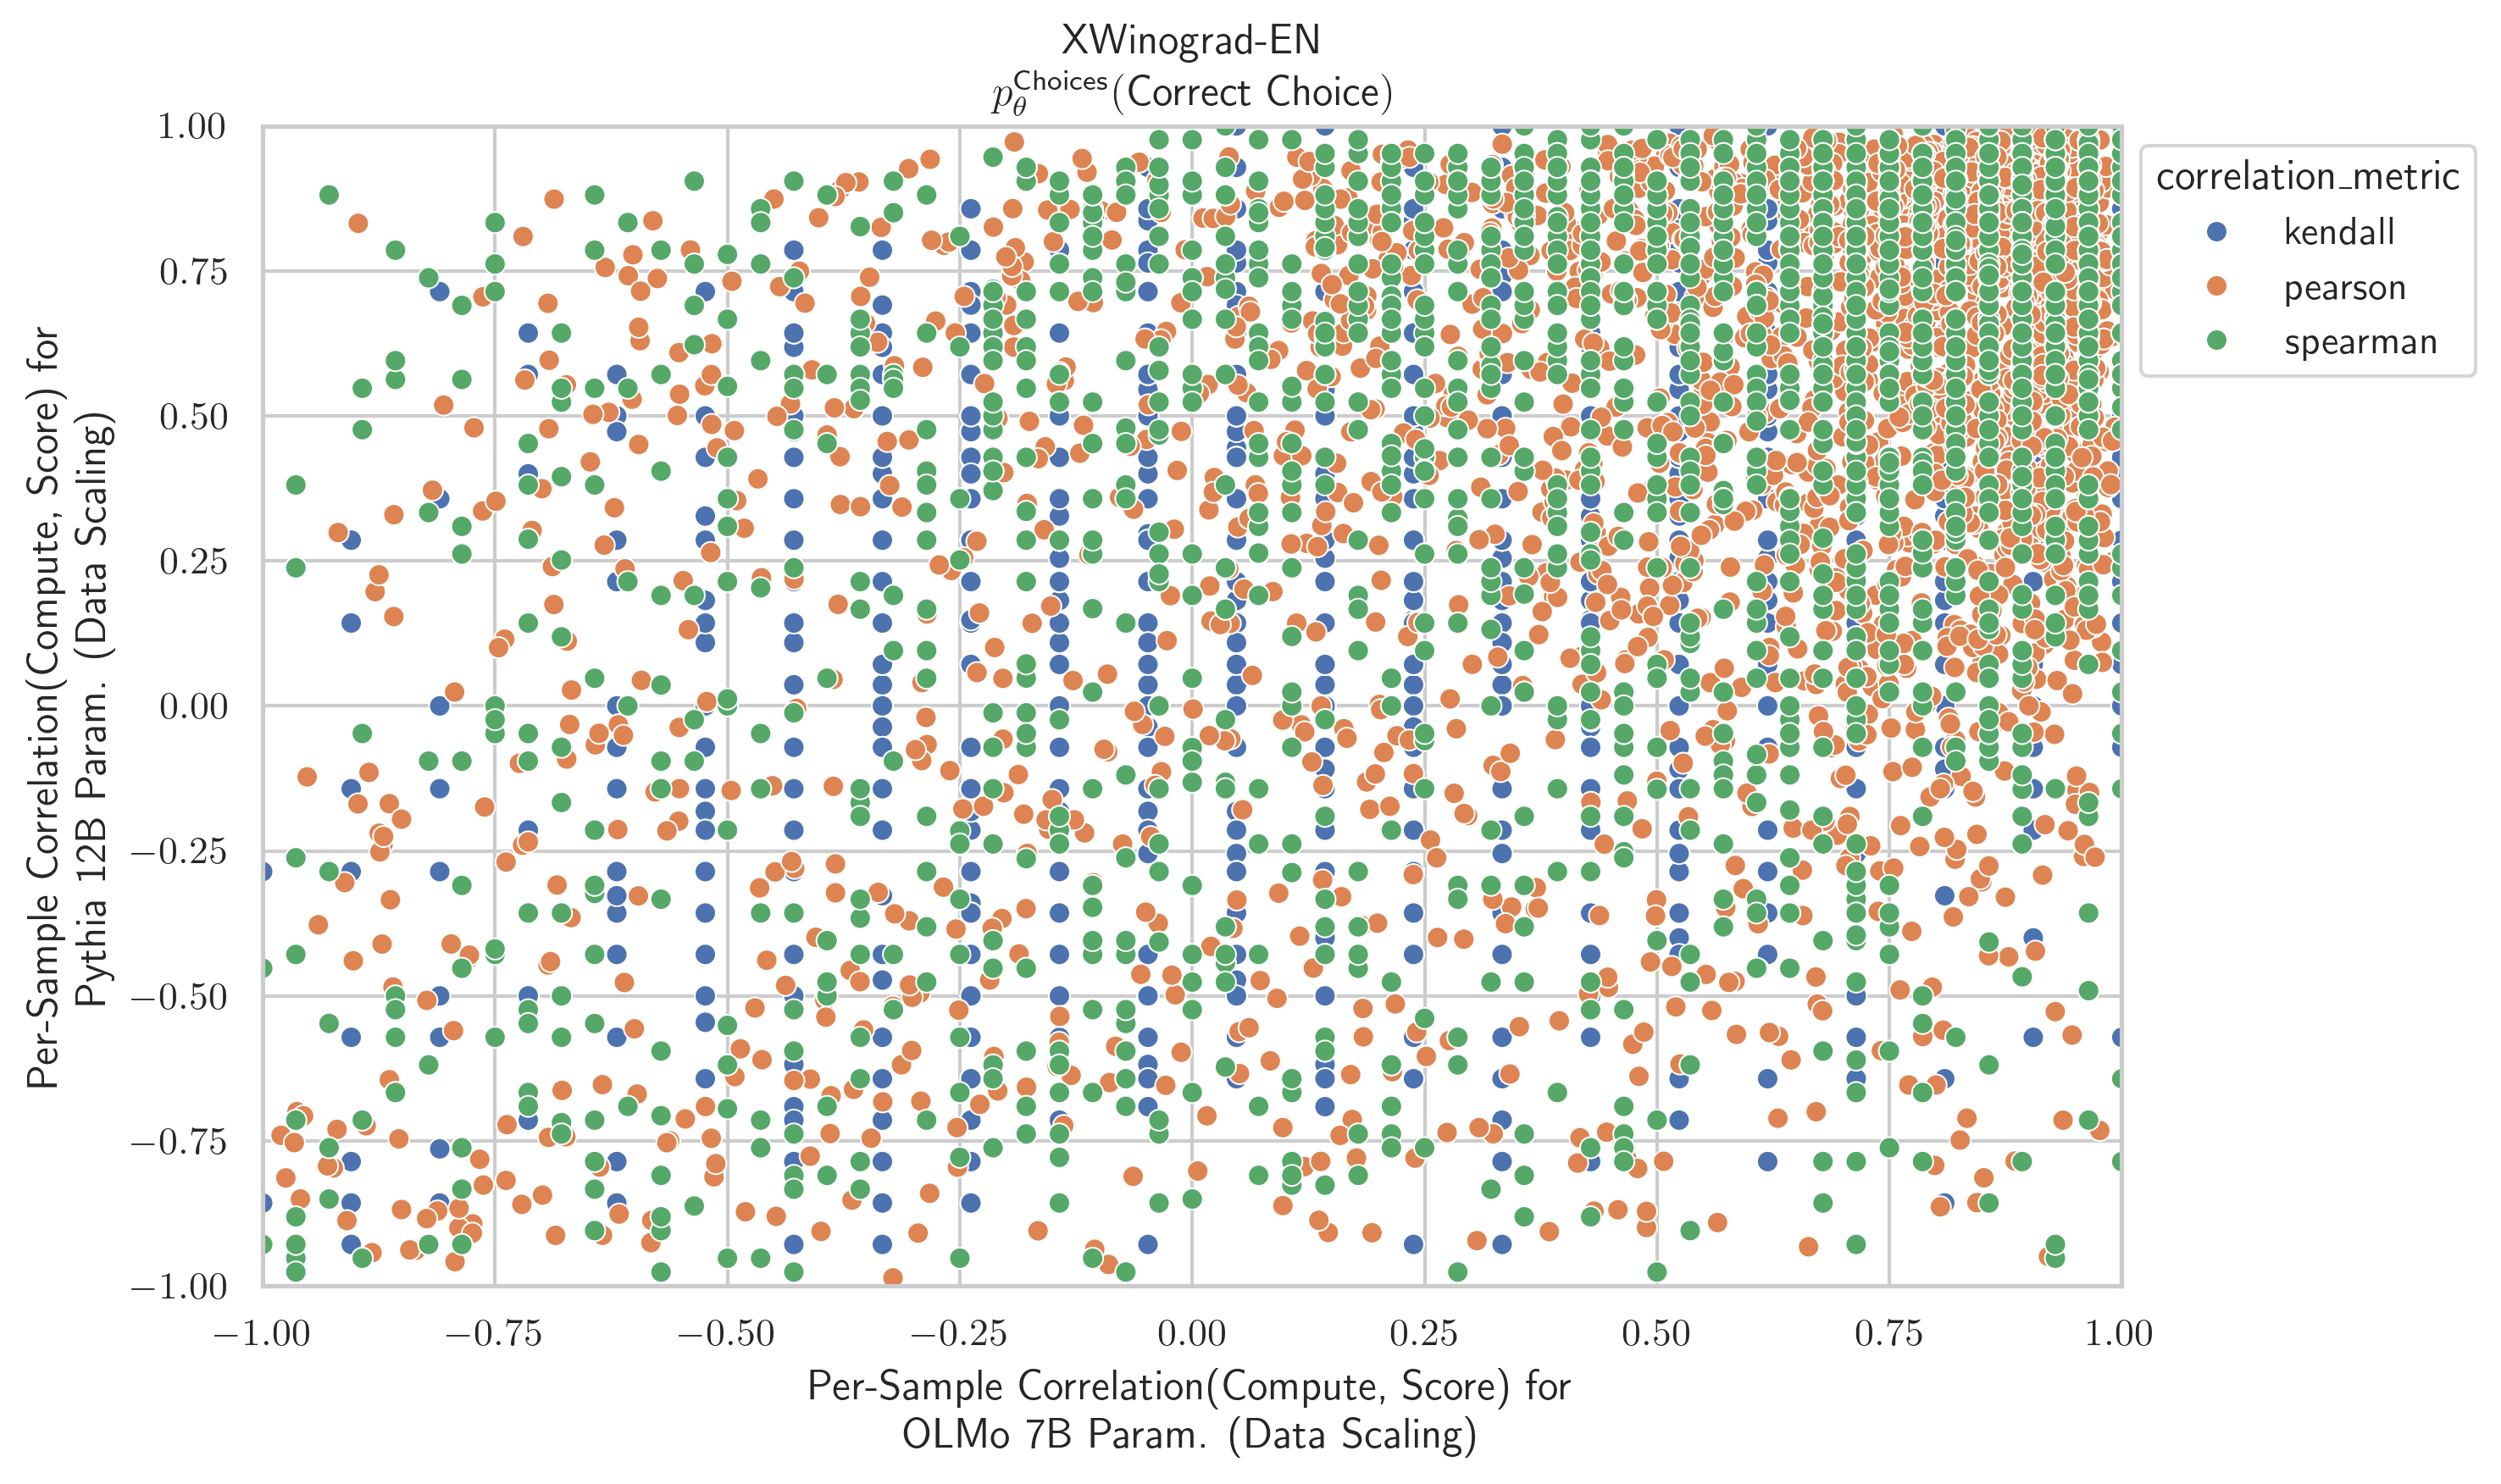 XWinograd-EN
p_θ^Choices(Correct Choice)
Per-Sample Correlation(Compute, Score) for
Pythia 12B Param. (Data Scaling)
1.00
0.75
0.50
0.25
0.00
−0.25
−0.50
−0.75
−1.00
−1.00 −0.75 −0.50 −0.25 0.00 0.25 0.50 0.75 1.00
Per-Sample Correlation(Compute, Score) for
OLMo 7B Param. (Data Scaling)
correlation_metric
kendall
pearson
spearman